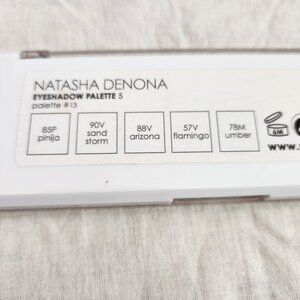 NATASHA DENONA
EYESHADOW PALETTE 5
palette #13
85P
pinija
90V
sand
storm
88V
arizona
57V
flamingo
78M
umber
6M
www.